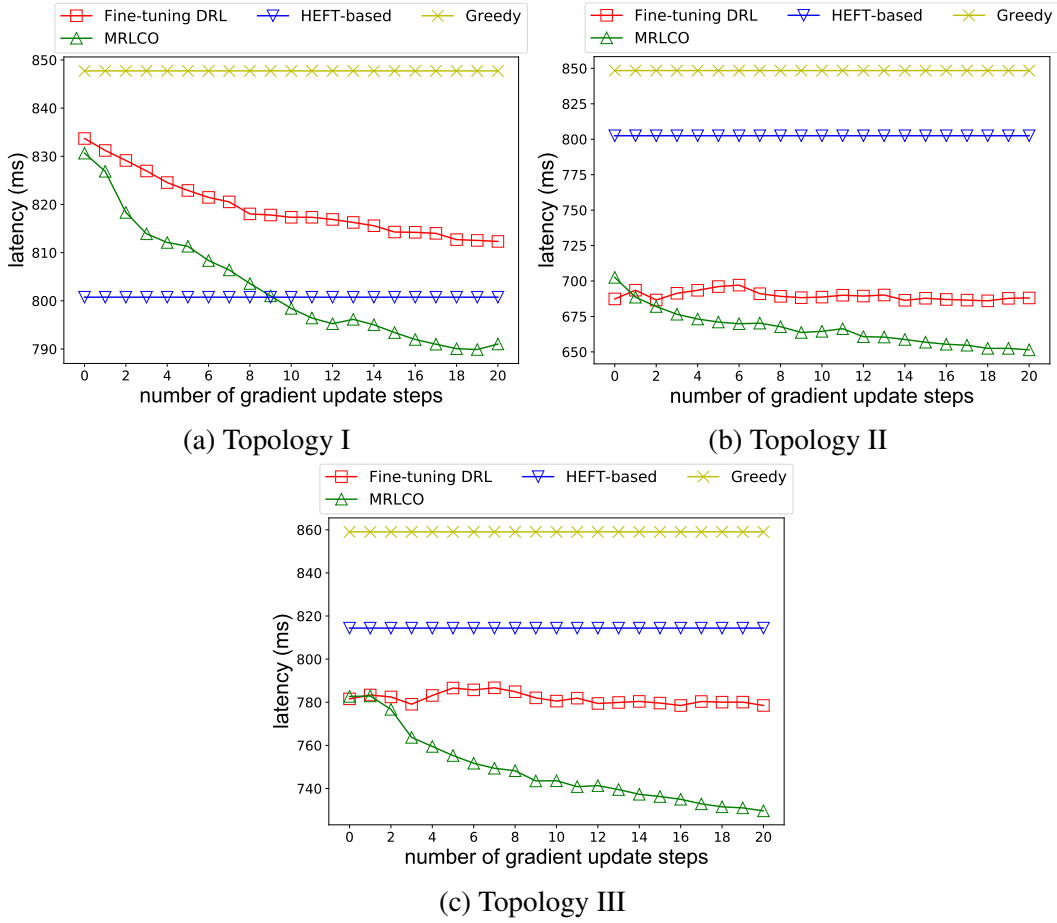 Fine-tuning DRL HEFT-based Greedy
MRLCO
850
840
830
820
810
800
790
latency (ms)
0 2 4 6 8 10 12 14 16 18 20
number of gradient update steps
(a) Topology I
Fine-tuning DRL HEFT-based Greedy
MRLCO
850
825
800
775
750
725
700
675
650
latency (ms)
0 2 4 6 8 10 12 14 16 18 20
number of gradient update steps
(b) Topology II
Fine-tuning DRL HEFT-based Greedy
MRLCO
860
840
820
800
780
760
740
latency (ms)
0 2 4 6 8 10 12 14 16 18 20
number of gradient update steps
(c) Topology III